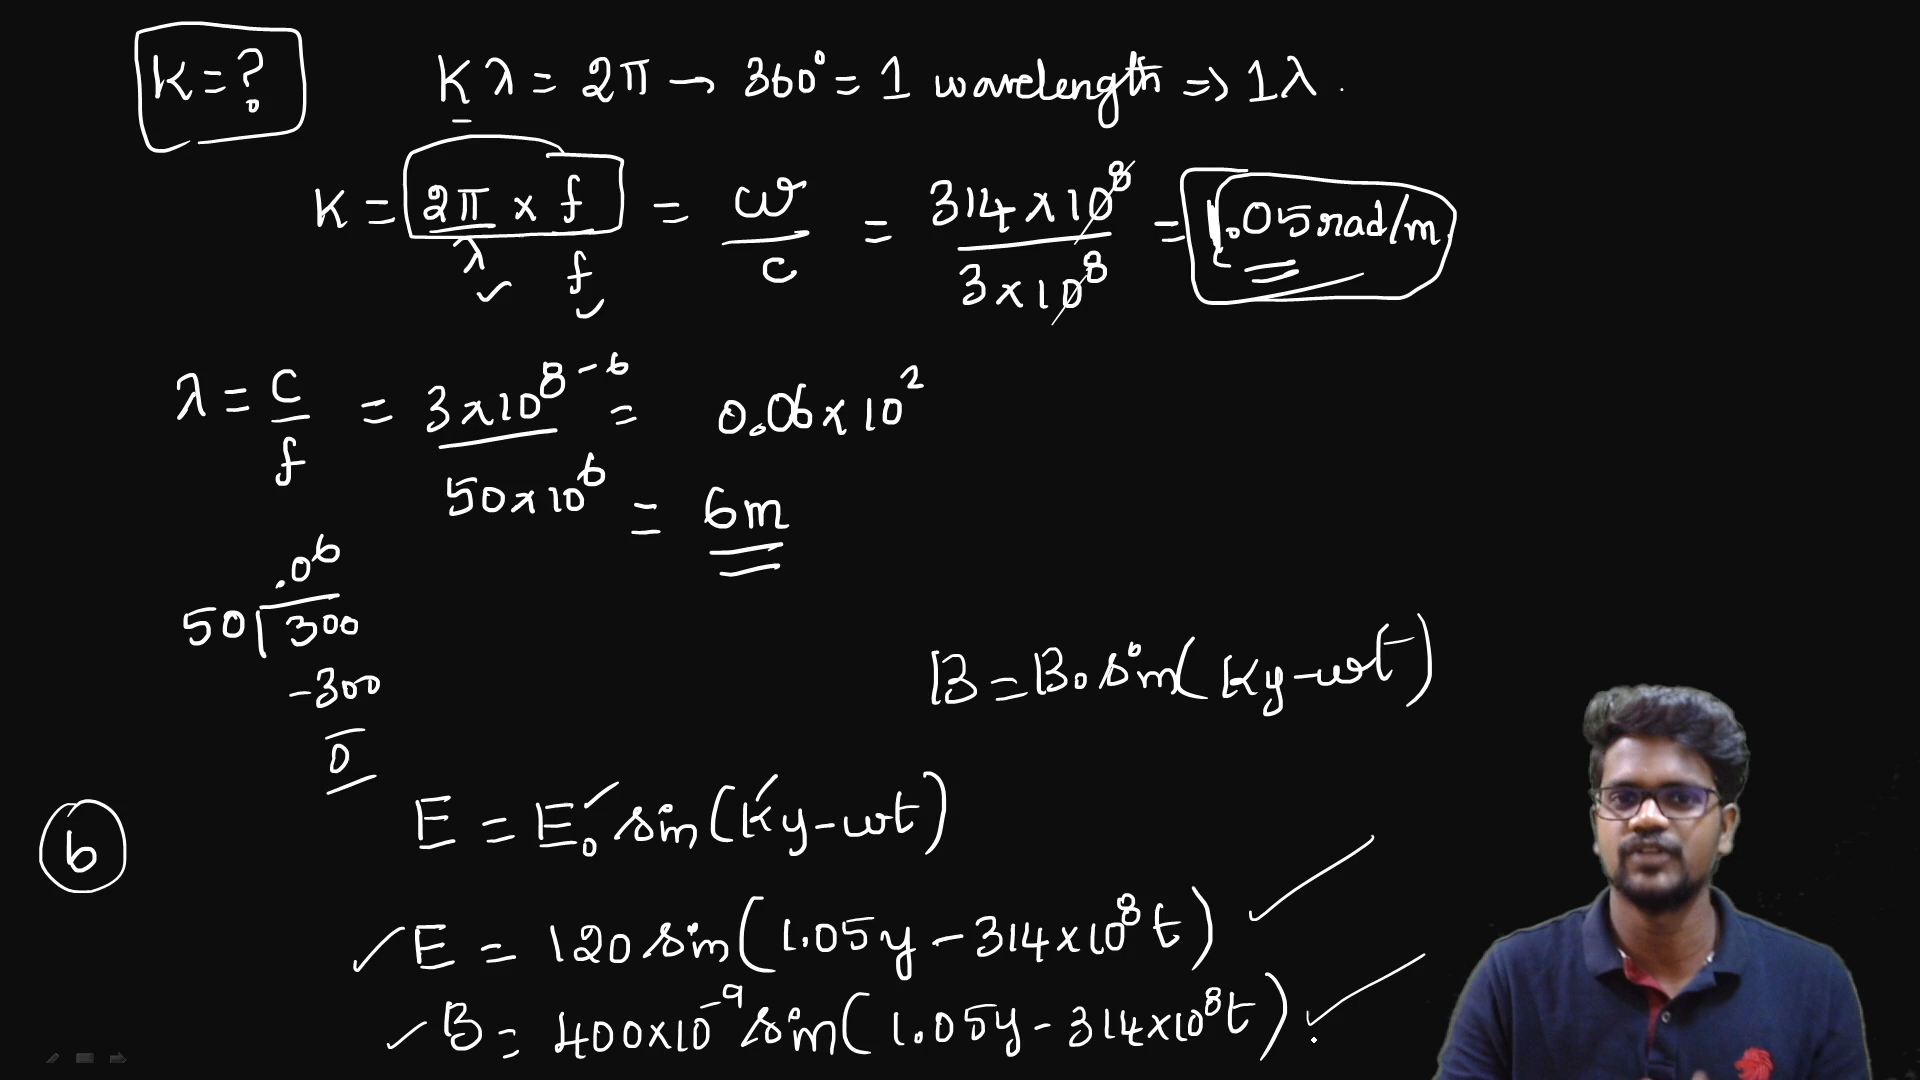 K = ?
Kλ = 2π → 360° = 1 wavelength ⇒ 1λ.
K = 2π/λ × f/f = ω/c = 314×10⁸/3×10⁸ = 1.05 rad/m
λ = c/f = 3×10⁸⁻⁶/50×10⁶ = 0.06×10²
= 6m
.06
50 300
-300
0
B = B₀ sin(Ky-ωt)
b
E = E₀ sin(Ky-ωt)
E = 120 sin(1.05y - 314×10⁸t)
B = 400×10⁻⁹ sin(1.05y - 314×10⁸t)